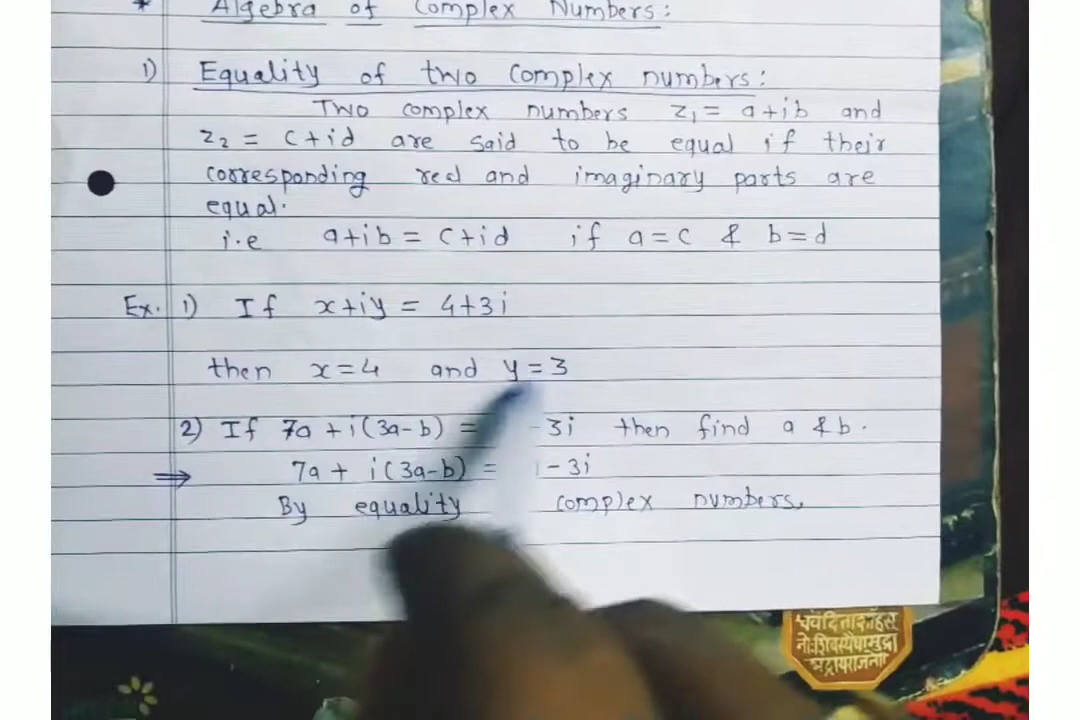 * Algebra of Complex Numbers:
1) Equality of two complex numbers:
Two complex numbers z₁ = a+ib and
z₂ = c+id are said to be equal if their
corresponding real and imaginary parts are
equal.
i.e a+ib = c+id if a=c & b=d
Ex. 1) If x+iy = 4+3i
then x=4 and y=3
2) If 7a +i(3a-b) = -3i then find a & b.
⇒ 7a + i(3a-b) = -3i
By equality complex numbers.